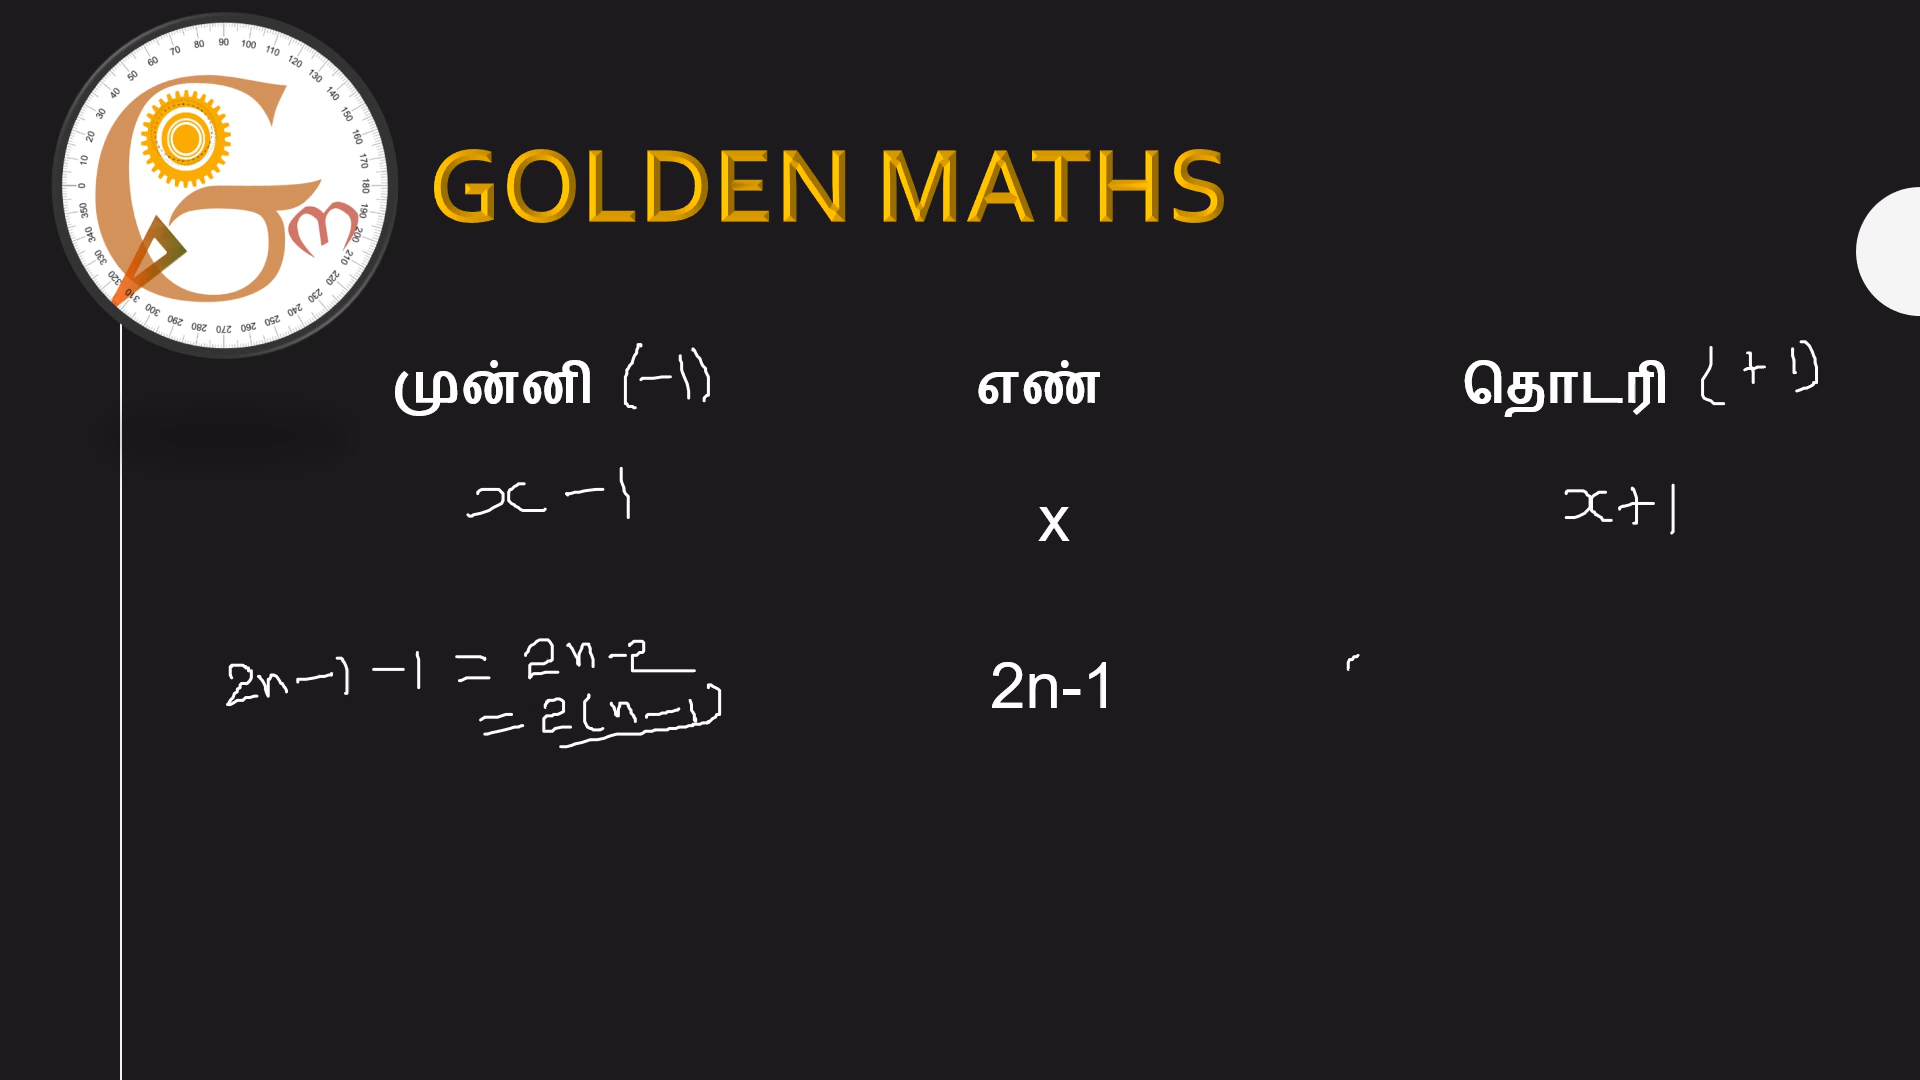 GOLDEN MATHS
முன்னி (-1) எண் தொடரி (+1)
x-1 x x+1
2n-1-1 = 2n-2 2n-1
= 2(n-1)